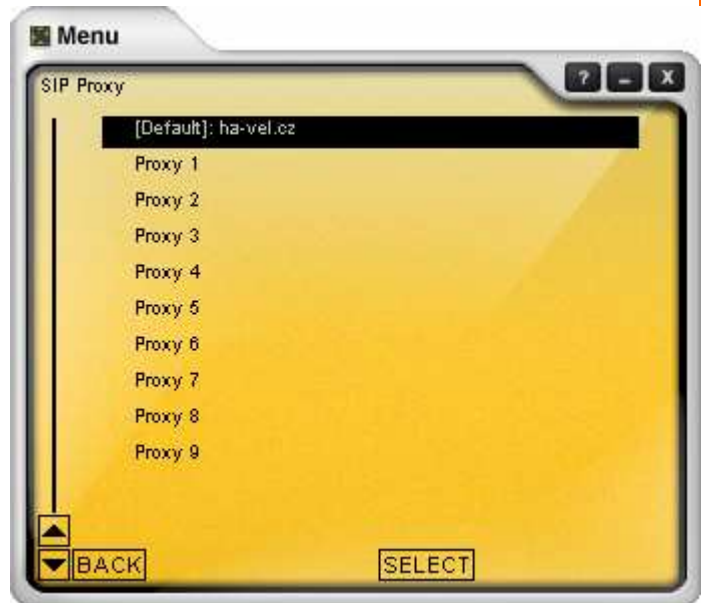 Menu
SIP Proxy
? - X
[Default]: ha-vel.cz
Proxy 1
Proxy 2
Proxy 3
Proxy 4
Proxy 5
Proxy 6
Proxy 7
Proxy 8
Proxy 9
BACK SELECT